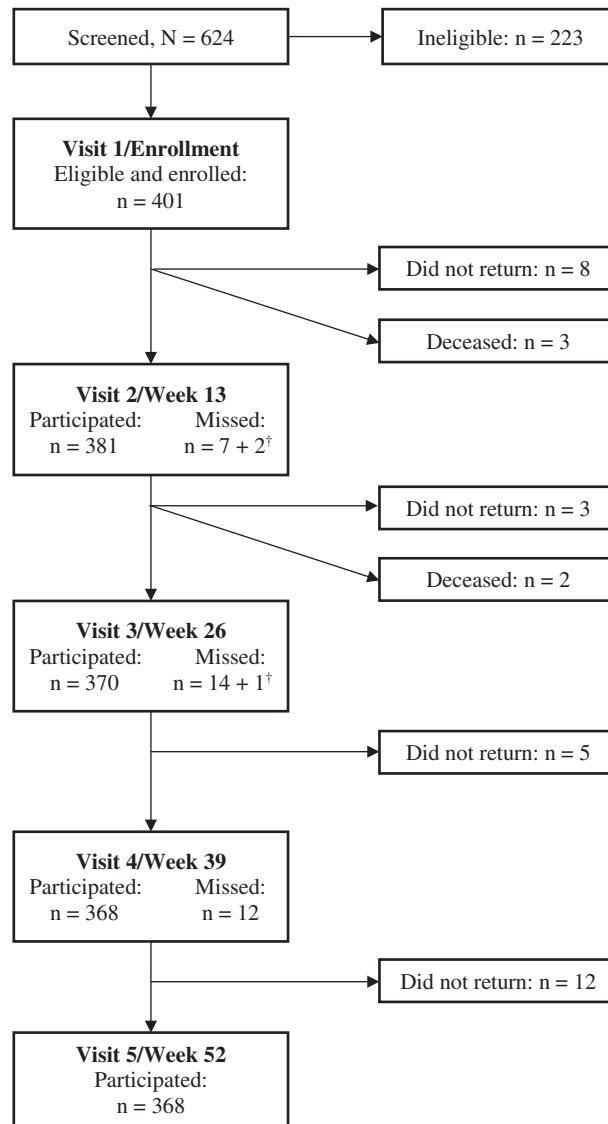 Screened, N = 624
Ineligible: n = 223
Visit 1/Enrollment
Eligible and enrolled:
n = 401
Did not return: n = 8
Deceased: n = 3
Visit 2/Week 13
Participated: Missed:
n = 381 n = 7 + 2†
Did not return: n = 3
Deceased: n = 2
Visit 3/Week 26
Participated: Missed:
n = 370 n = 14 + 1†
Did not return: n = 5
Visit 4/Week 39
Participated: Missed:
n = 368 n = 12
Did not return: n = 12
Visit 5/Week 52
Participated:
n = 368